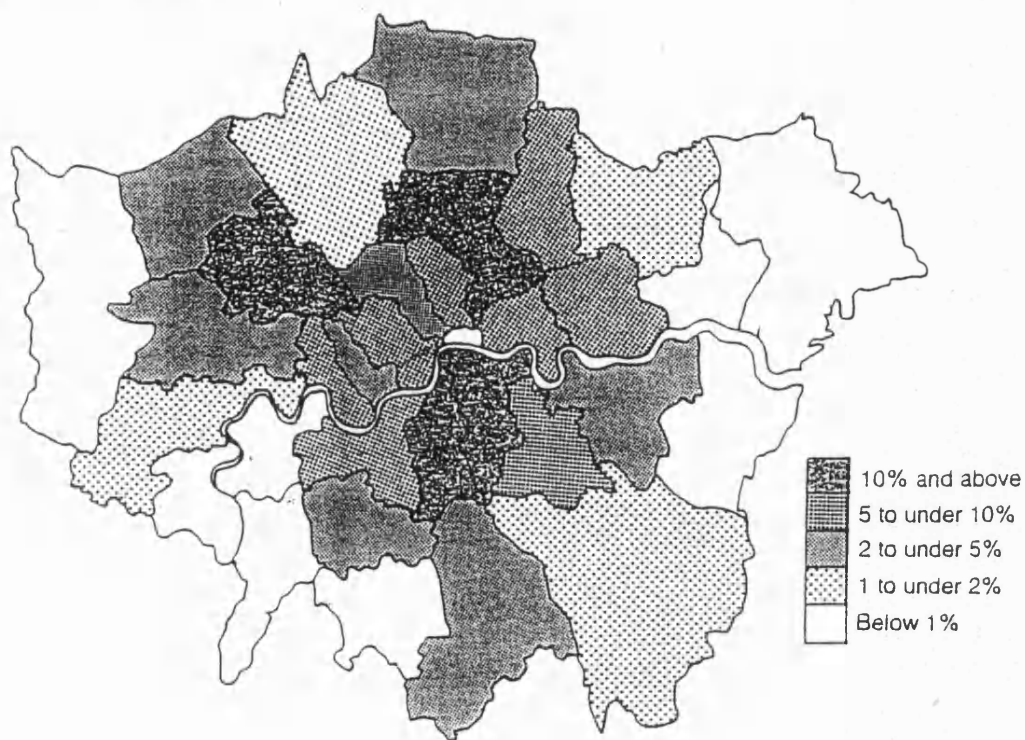 10% and above
5 to under 10%
2 to under 5%
1 to under 2%
Below 1%